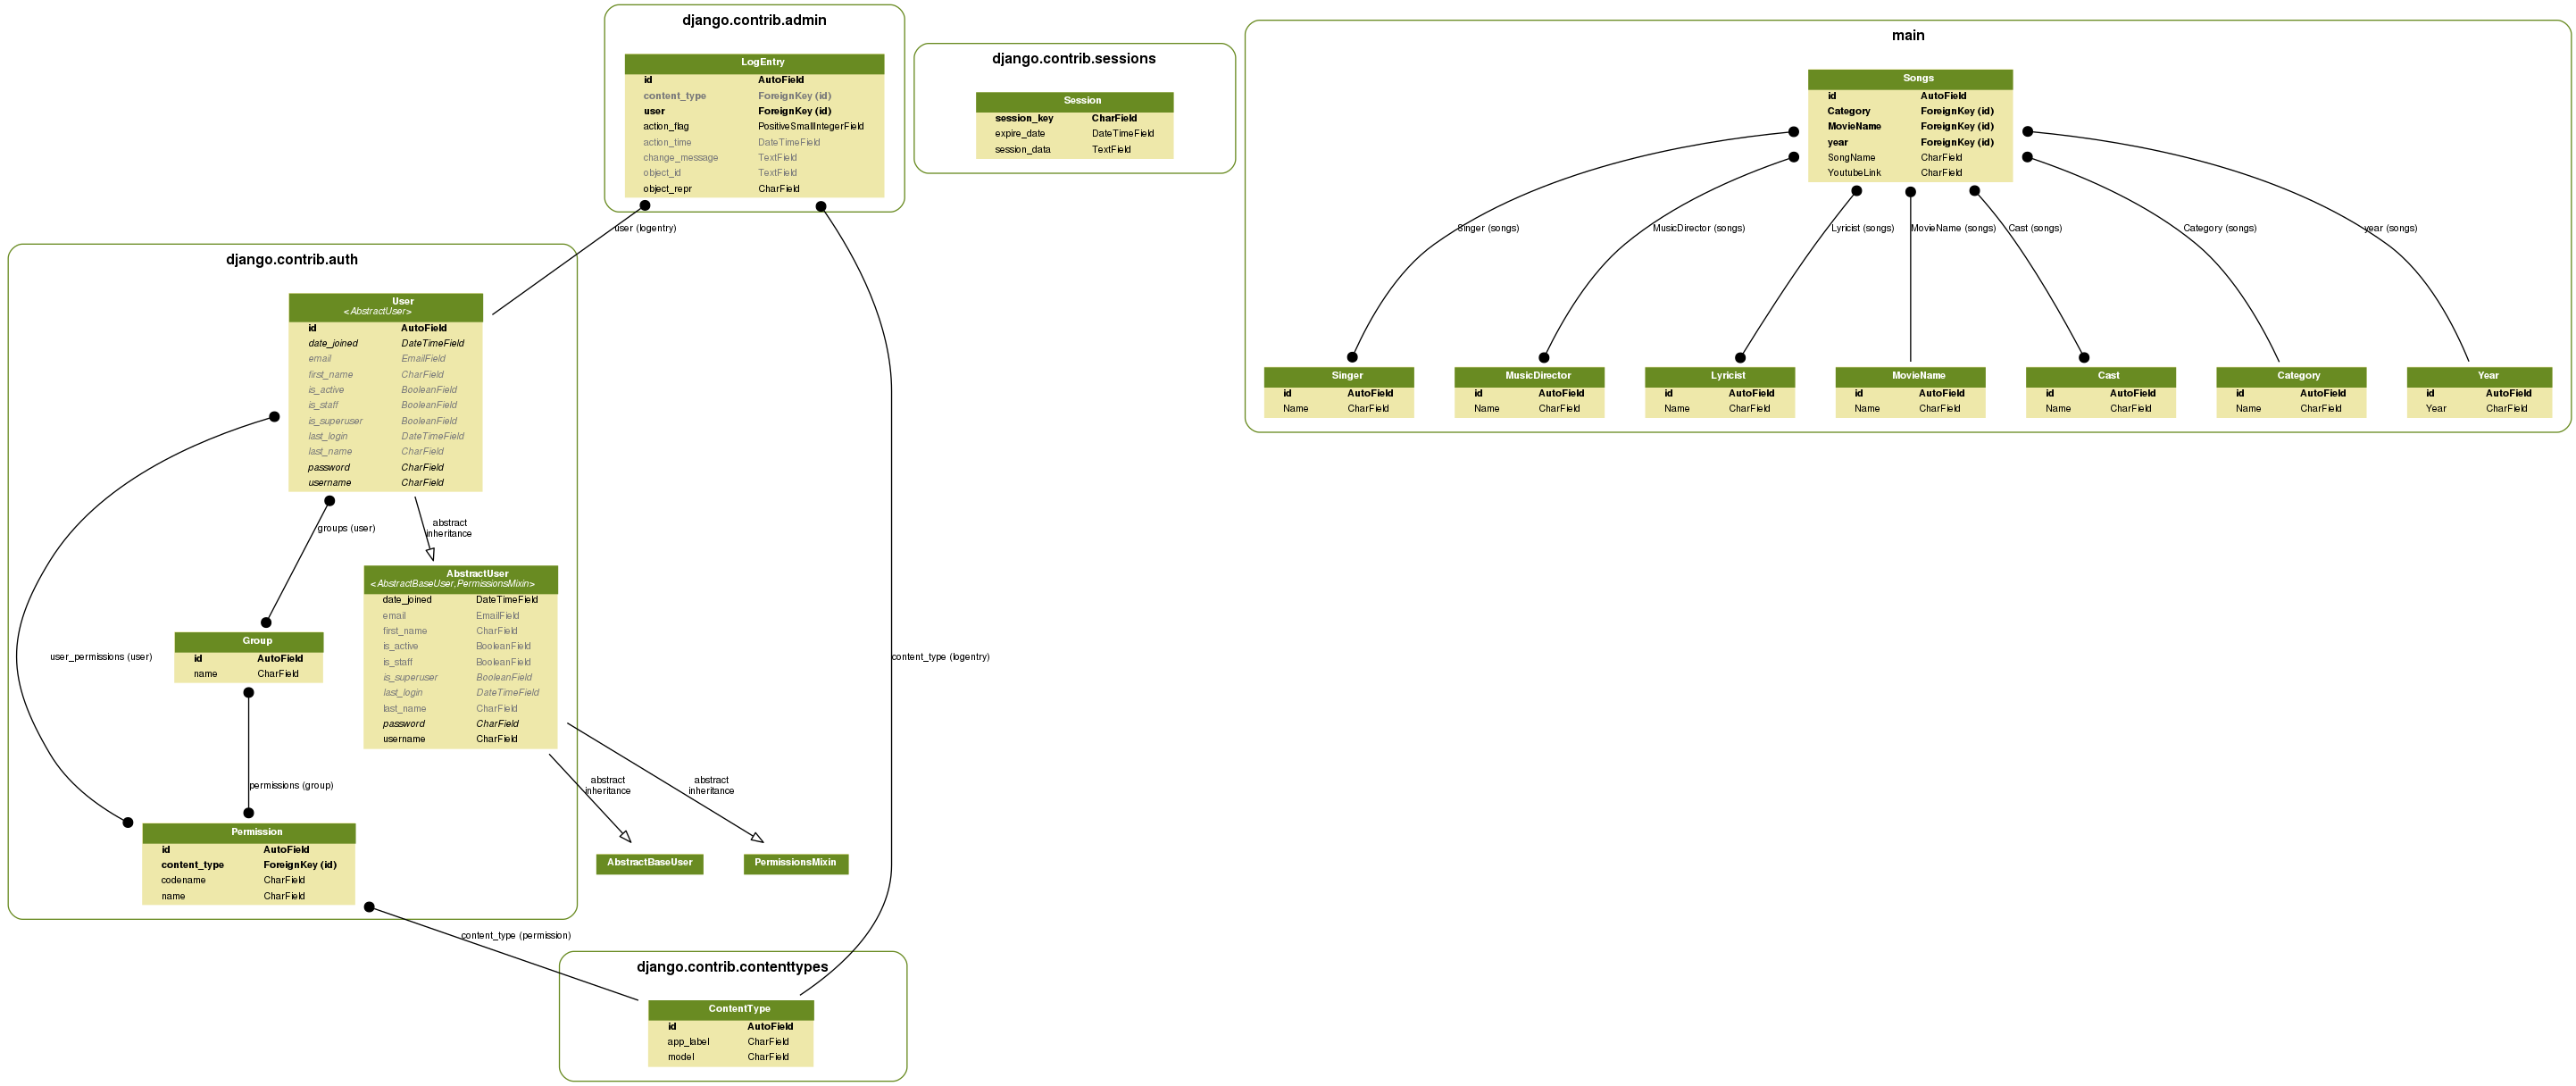 django.contrib.admin
LogEntry
id AutoField
content_type ForeignKey (id)
user ForeignKey (id)
action_flag PositiveSmallIntegerField
action_time DateTimeField
change_message TextField
object_id TextField
object_repr CharField
django.contrib.sessions
Session
session_key CharField
expire_date DateTimeField
session_data TextField
main
Songs
id AutoField
Category ForeignKey (id)
MovieName ForeignKey (id)
year ForeignKey (id)
SongName CharField
YoutubeLink CharField
user (logentry)
Singer (songs)
MusicDirector (songs)
Lyricist (songs)
MovieName (songs)
Cast (songs)
Category (songs)
year (songs)
Singer
id AutoField
Name CharField
MusicDirector
id AutoField
Name CharField
Lyricist
id AutoField
Name CharField
MovieName
id AutoField
Name CharField
Cast
id AutoField
Name CharField
Category
id AutoField
Name CharField
Year
id AutoField
Year CharField
django.contrib.auth
User
<AbstractUser>
id AutoField
date_joined DateTimeField
email EmailField
first_name CharField
is_active BooleanField
is_staff BooleanField
is_superuser BooleanField
last_login DateTimeField
last_name CharField
password CharField
username CharField
groups (user)
abstract
inheritance
AbstractUser
<AbstractBaseUser,PermissionsMixin>
date_joined DateTimeField
email EmailField
first_name CharField
is_active BooleanField
is_staff BooleanField
is_superuser BooleanField
last_login DateTimeField
last_name CharField
password CharField
username CharField
Group
id AutoField
name CharField
user_permissions (user)
content_type (logentry)
permissions (group)
abstract
inheritance
abstract
inheritance
Permission
id AutoField
content_type ForeignKey (id)
codename CharField
name CharField
AbstractBaseUser
PermissionsMixin
content_type (permission)
django.contrib.contenttypes
ContentType
id AutoField
app_label CharField
model CharField